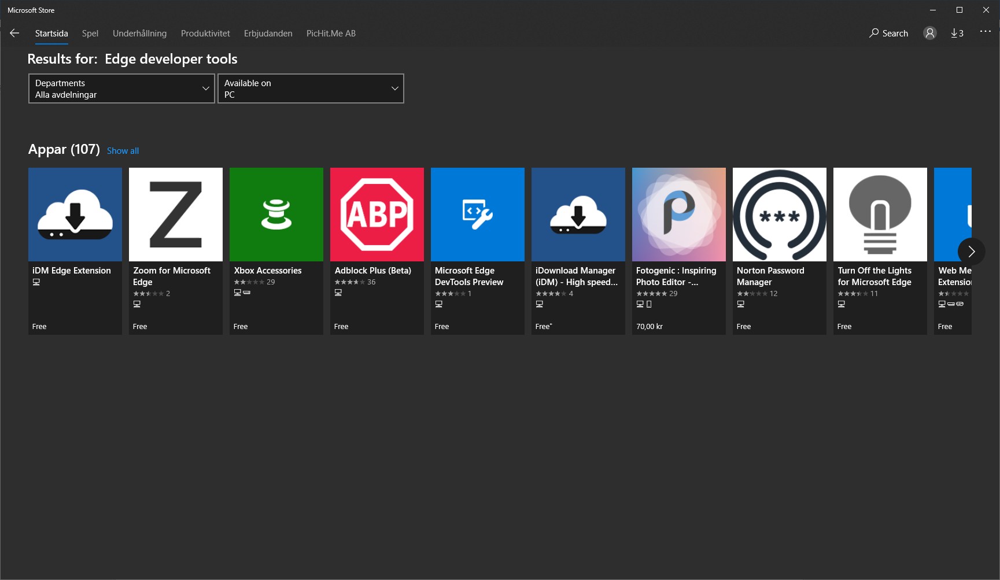 Microsoft Store
Startsida Spel Underhållning Produktivitet Erbjudanden PicHit.Me AB Search 3
Results for: Edge developer tools
Departments
Alla avdelningar
Available on
PC
Appar (107) Show all
iDM Edge Extension
Free
Z
Zoom for Microsoft
Edge
2
Free
Xbox Accessories
29
Free
ABP
Adblock Plus (Beta)
36
Free
Microsoft Edge
DevTools Preview
1
Free
iDownload Manager
(iDM) - High speed...
4
Free+
Fotogenic : Inspiring
Photo Editor -...
29
70,00 kr
***
Norton Password
Manager
12
Free
Turn Off the Lights
for Microsoft Edge
11
Free
Web Me
Extension
Free